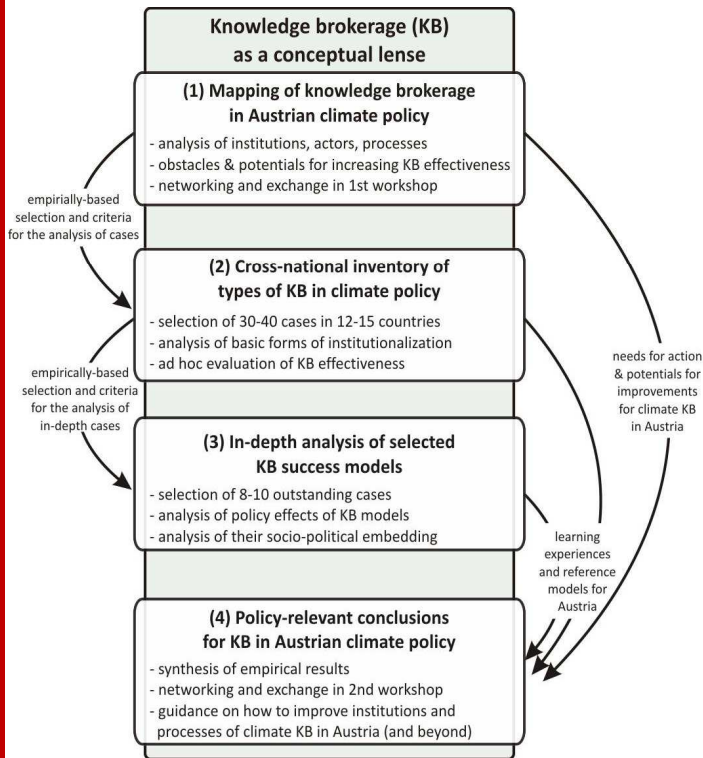 Knowledge brokerage (KB)
as a conceptual lense
(1) Mapping of knowledge brokerage
in Austrian climate policy
- analysis of institutions, actors, processes
- obstacles & potentials for increasing KB effectiveness
- networking and exchange in 1st workshop
empirially-based
selection and criteria
for the analysis of cases
(2) Cross-national inventory of
types of KB in climate policy
- selection of 30-40 cases in 12-15 countries
- analysis of basic forms of institutionalization
- ad hoc evaluation of KB effectiveness
empirically-based
selection and criteria
for the analysis of
in-depth cases
needs for action
& potentials for
improvements
for climate KB
in Austria
(3) In-depth analysis of selected
KB success models
- selection of 8-10 outstanding cases
- analysis of policy effects of KB models
- analysis of their socio-political embedding
learning
experiences
and reference
models for
Austria
(4) Policy-relevant conclusions
for KB in Austrian climate policy
- synthesis of empirical results
- networking and exchange in 2nd workshop
- guidance on how to improve institutions and
processes of climate KB in Austria (and beyond)